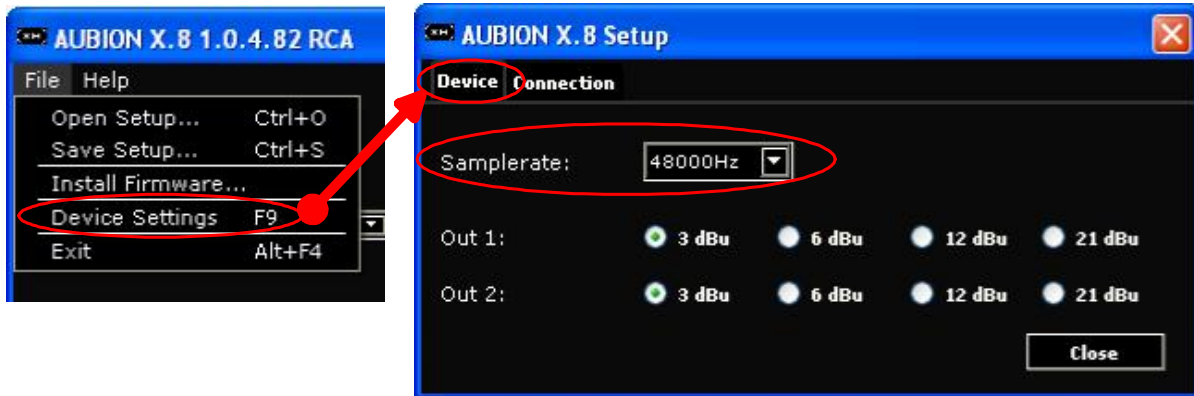 AUBION X.8 1.0.4.82 RCA
File Help
Open Setup... Ctrl+O
Save Setup... Ctrl+S
Install Firmware...
Device Settings F9
Exit Alt+F4
AUBION X.8 Setup
Device Connection
Samplerate: 48000Hz
Out 1: 3 dBu 6 dBu 12 dBu 21 dBu
Out 2: 3 dBu 6 dBu 12 dBu 21 dBu
Close